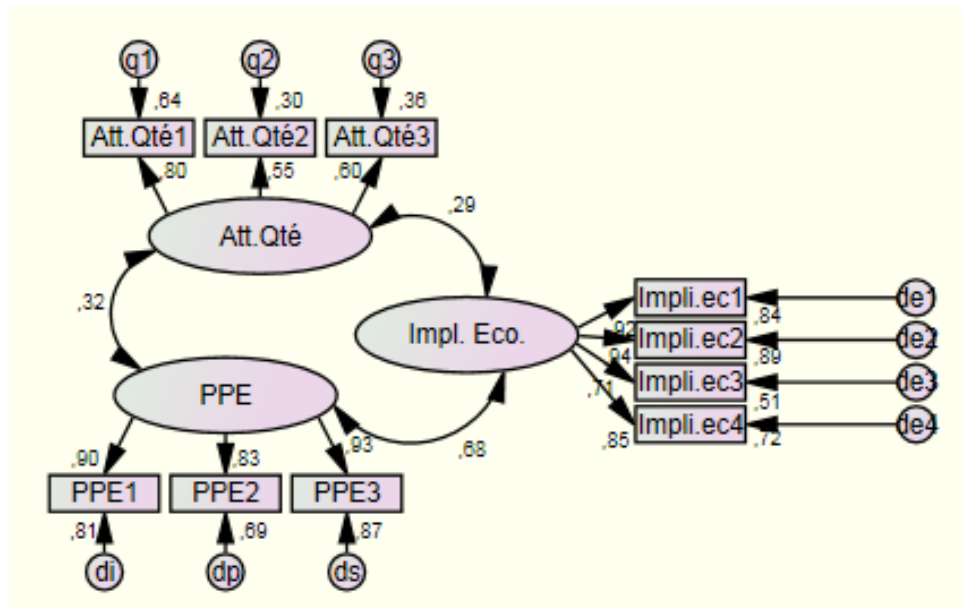 q1 q2 q3
,64 ,30 ,36
Att.Qté1 Att.Qté2 Att.Qté3
,80 ,55 ,60
Att.Qté
,29
,32
Impl. Eco.
Impli.ec1 de1
,92 ,84
Impli.ec2 de2
,94 ,89
Impli.ec3 de3
,71 ,51
Impli.ec4 de4
,85 ,72
PPE
,68
,90 ,83 ,93
PPE1 PPE2 PPE3
,81 ,69 ,87
di dp ds